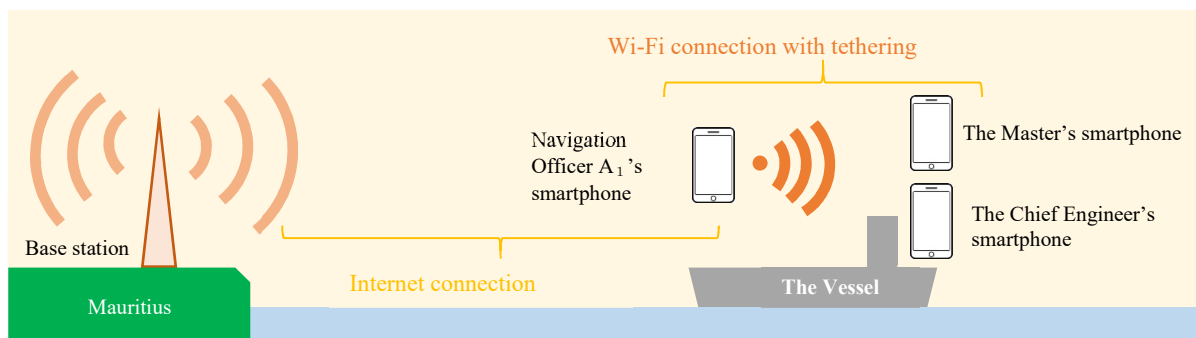 Wi-Fi connection with tethering
Navigation
Officer A₁'s
smartphone
The Master's smartphone
The Chief Engineer's
smartphone
Base station
Internet connection
The Vessel
Mauritius